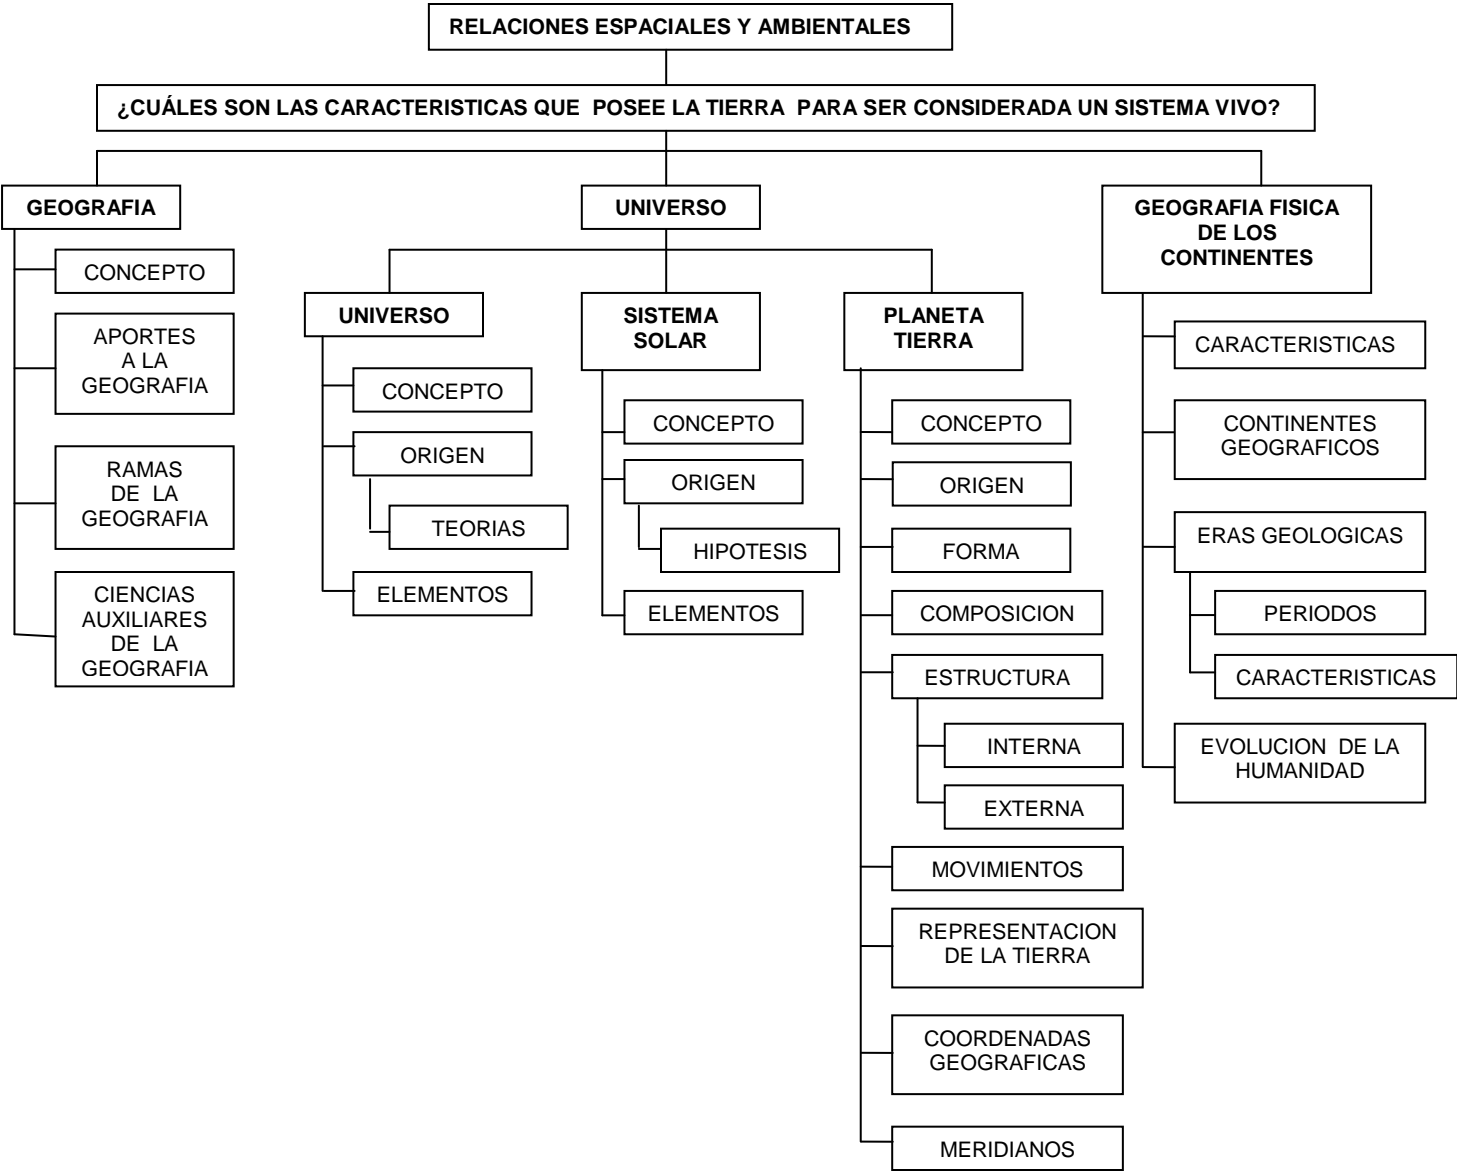 RELACIONES ESPACIALES Y AMBIENTALES
¿CUÁLES SON LAS CARACTERISTICAS QUE POSEE LA TIERRA PARA SER CONSIDERADA UN SISTEMA VIVO?
GEOGRAFIA
CONCEPTO
APORTES
A LA
GEOGRAFIA
RAMAS
DE LA
GEOGRAFIA
CIENCIAS
AUXILIARES
DE LA
GEOGRAFIA
UNIVERSO
UNIVERSO
CONCEPTO
ORIGEN
TEORIAS
ELEMENTOS
SISTEMA
SOLAR
CONCEPTO
ORIGEN
HIPOTESIS
ELEMENTOS
PLANETA
TIERRA
CONCEPTO
ORIGEN
FORMA
COMPOSICION
ESTRUCTURA
INTERNA
EXTERNA
MOVIMIENTOS
REPRESENTACION
DE LA TIERRA
COORDENADAS
GEOGRAFICAS
MERIDIANOS
GEOGRAFIA FISICA
DE LOS
CONTINENTES
CARACTERISTICAS
CONTINENTES
GEOGRAFICOS
ERAS GEOLOGICAS
PERIODOS
CARACTERISTICAS
EVOLUCION DE LA
HUMANIDAD